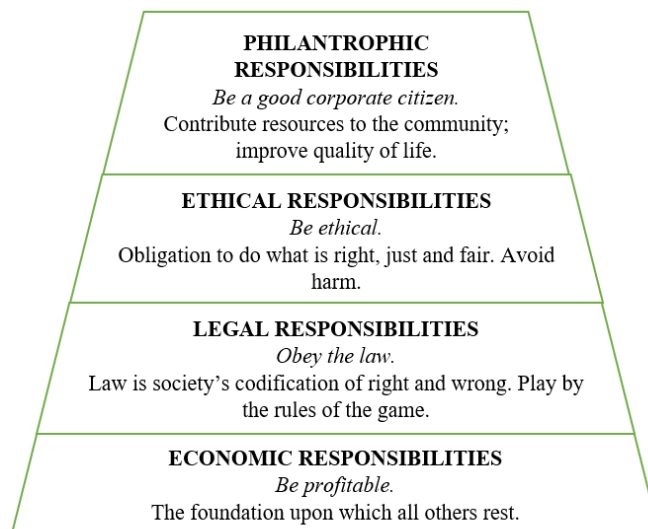 PHILANTROPHIC
RESPONSIBILITIES
Be a good corporate citizen.
Contribute resources to the community;
improve quality of life.
ETHICAL RESPONSIBILITIES
Be ethical.
Obligation to do what is right, just and fair. Avoid
harm.
LEGAL RESPONSIBILITIES
Obey the law.
Law is society’s codification of right and wrong. Play by
the rules of the game.
ECONOMIC RESPONSIBILITIES
Be profitable.
The foundation upon which all others rest.